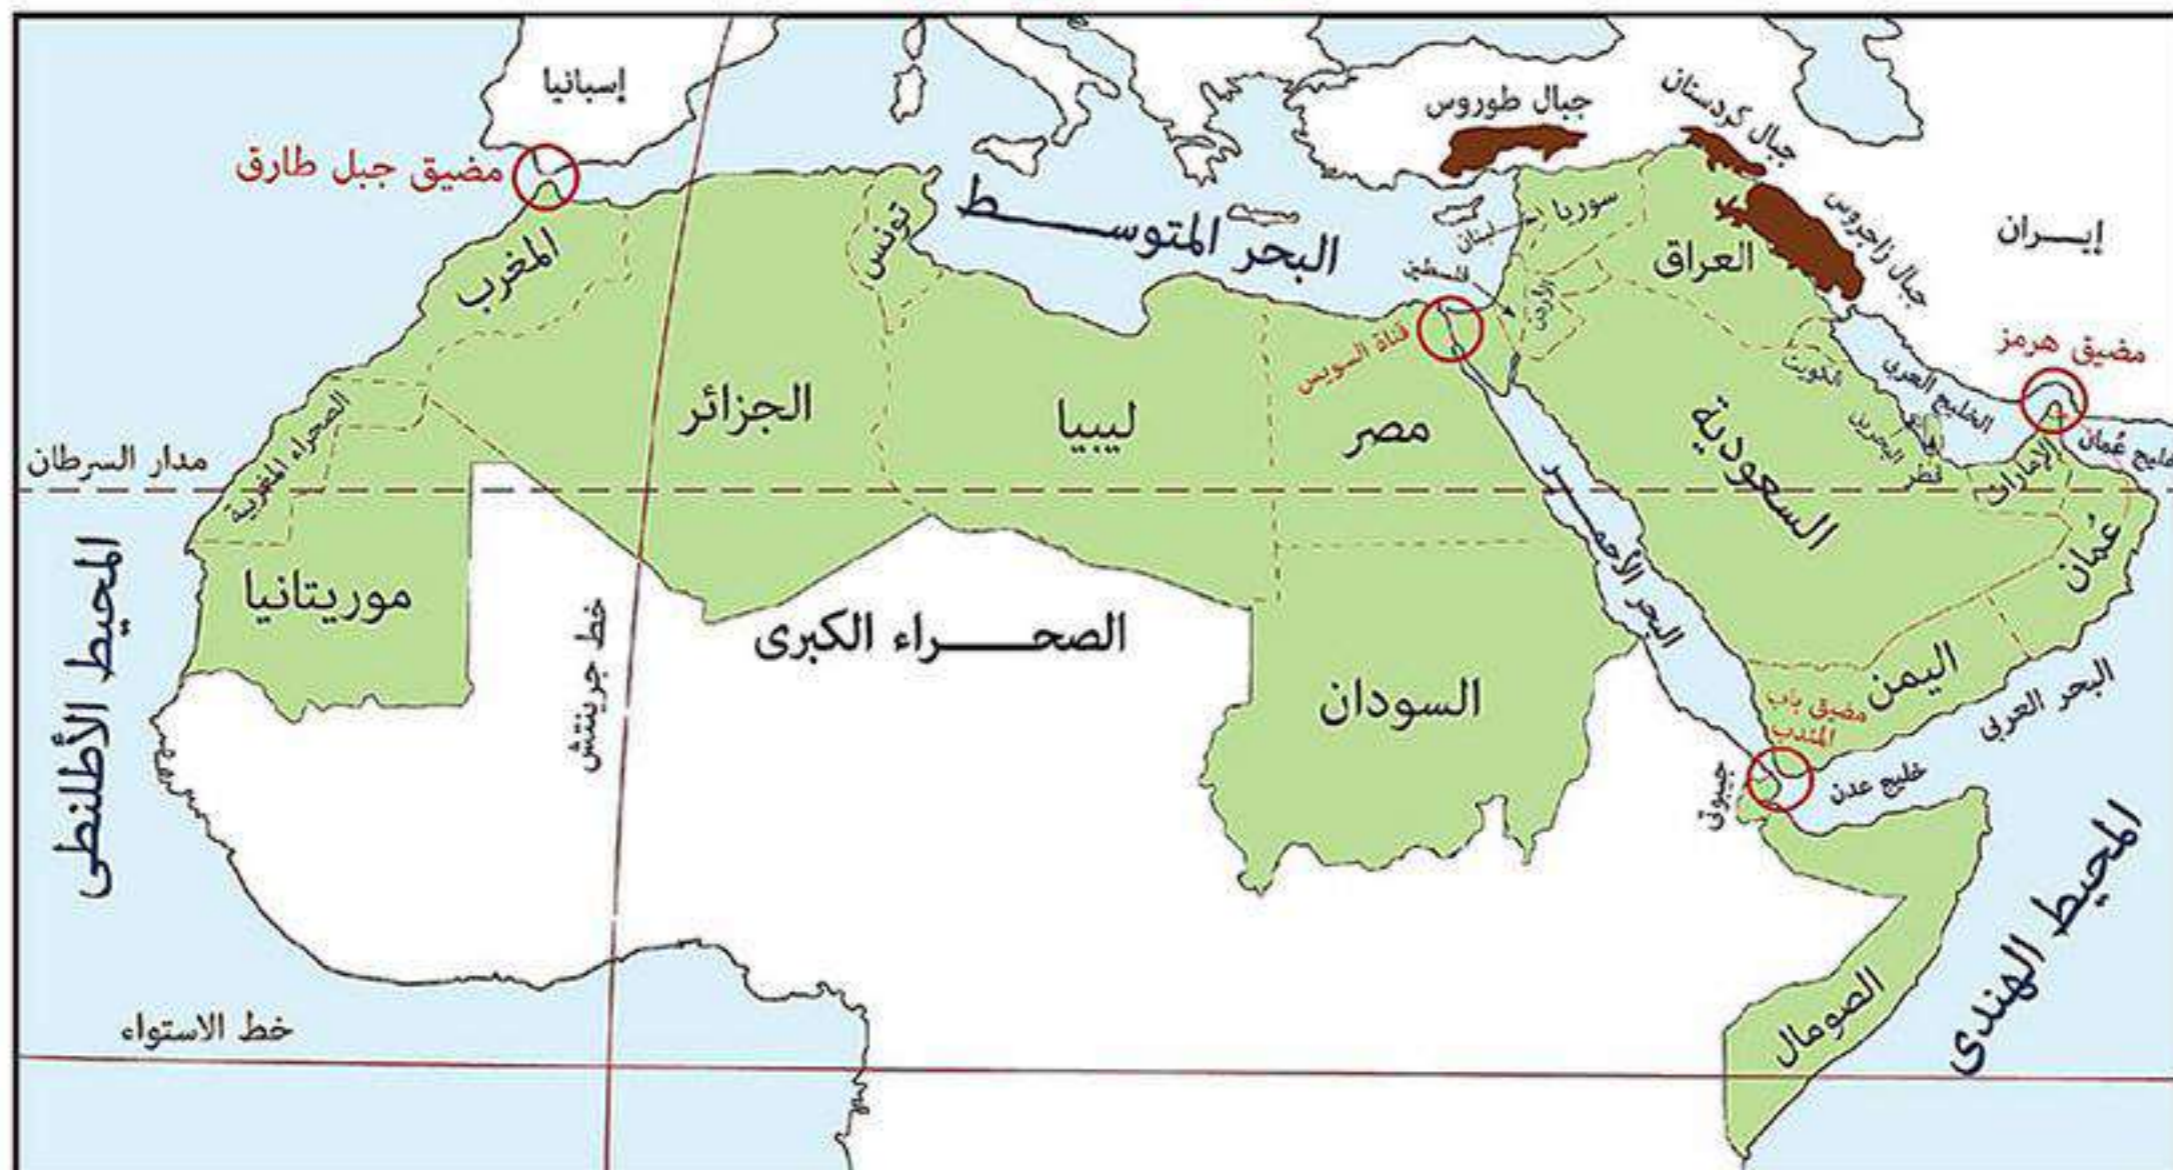 إسبانيا
جبال طوروس
جبال كردستان
مضيق جبل طارق
البحر المتوسط
سوريا
لبنان
فلسطين
الأردن
العراق
جبال زاجروس
إيران
تونس
المغرب
قناة السويس
الكويت
الخليج العربي
مضيق هرمز
الجزائر
ليبيا
مصر
السعودية
البحرين
قطر
الإمارات
خليج عُمان
مدار السرطان
الصحراء المغربية
عُمان
المحيط الأطلنطى
موريتانيا
خط جرينتش
الصحراء الكبرى
السودان
البحر الأحمر
اليمن
مضيق باب
المندب
البحر العربي
خليج عدن
جيبوتى
المحيط الهندى
الصومال
خط الاستواء